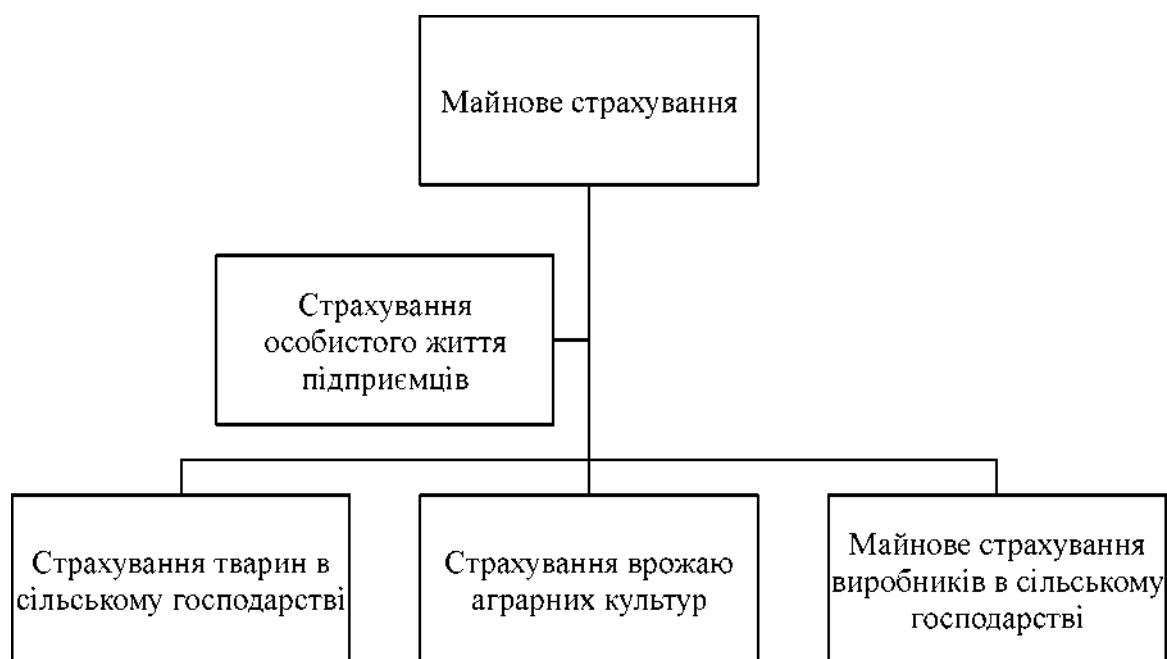 Майнове страхування
Страхування
особистого життя
підприємців
Страхування тварин в
сільському господарстві
Страхування врожаю
аграрних культур
Майнове страхування
виробників в сільському
господарстві